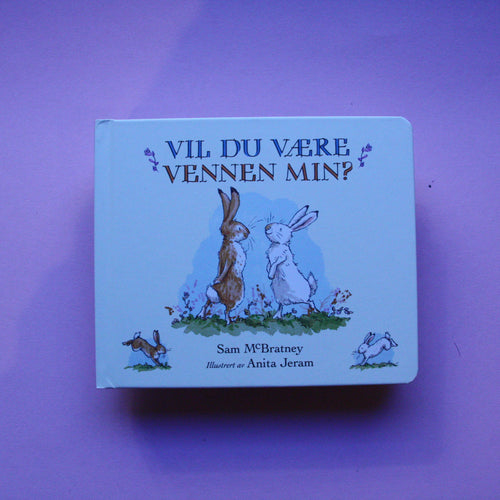 VIL DU VÆRE
VENNEN MIN?
Sam McBratney
Illustrert av Anita Jeram